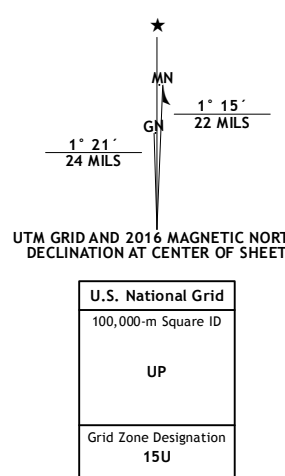 ★
MN
1° 15´
22 MILS
GN
1° 21´
24 MILS
UTM GRID AND 2016 MAGNETIC NORT
DECLINATION AT CENTER OF SHEET
U.S. National Grid
100,000-m Square ID
UP
Grid Zone Designation
15U